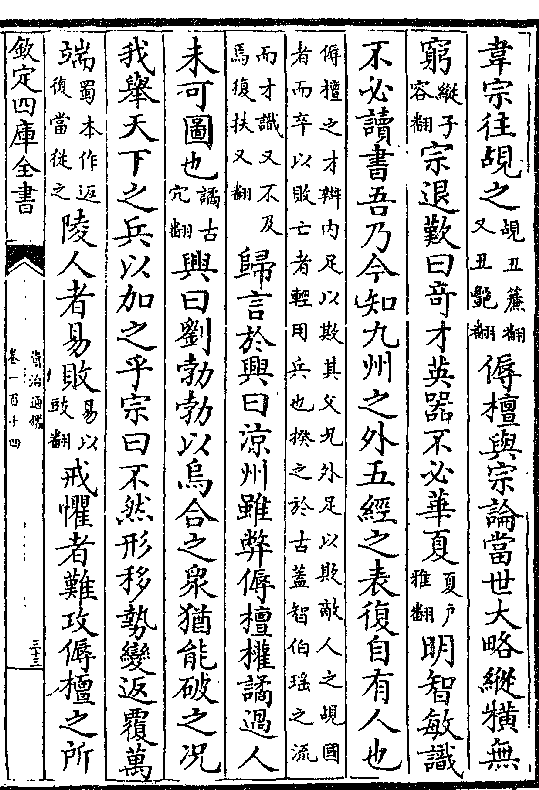 韋宗往覘之覘丑亷翻又丑豔翻傉檀與宗論當世大略縱橫無
窮縱子容翻宗退歎曰奇才英器不必華夏夏戶雅翻明智敏識
不必讀書吾乃今知九州之外五經之表復自有人也
傉檀之才辯内足以欺其父兄外足以欺敵人之覘國
者而卒以敗亡者輕用兵也揆之於古蓋智伯瑶之流
而才識又不及馬復扶又翻歸言於興曰涼州雖弊傉檀權譎過人
未可圖也譎古穴翻興曰劉勃勃以烏合之衆猶能破之况
我舉天下之兵以加之乎宗曰不然形移勢變返覆萬
端蜀本作返復當從之陵人者易敗易以豉翻戒懼者難攻傉檀之所
欽定四庫全書
資治通鑑
卷一百十四
三十三